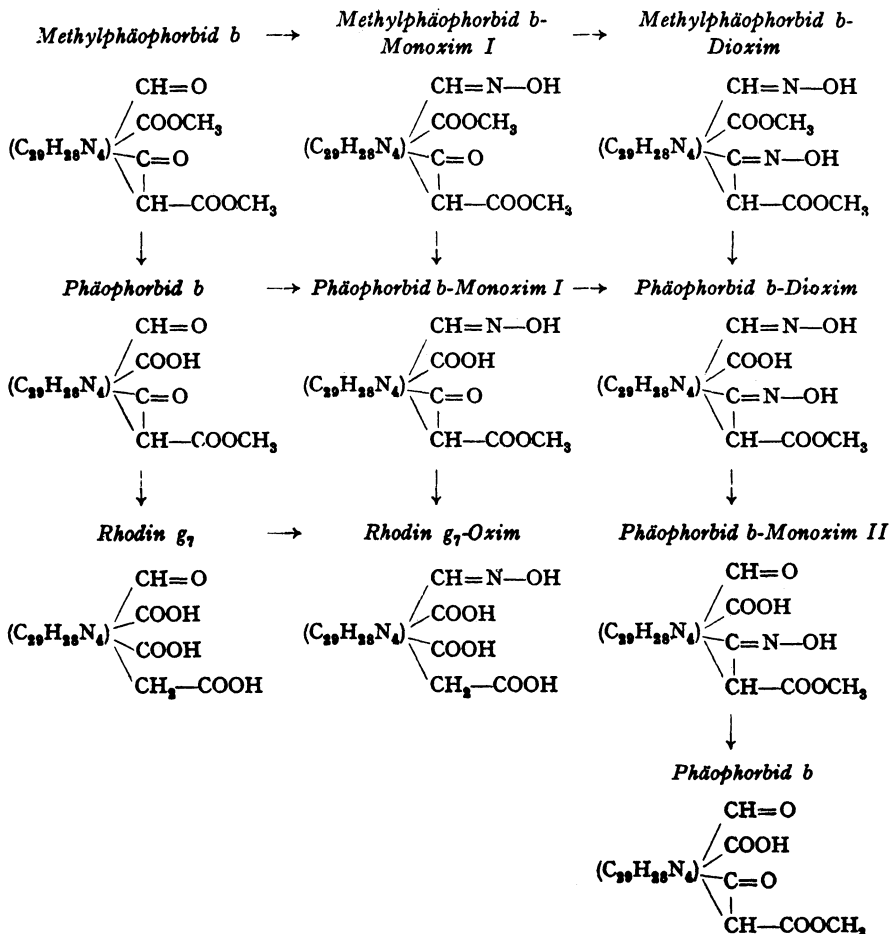 Methylphäophorbid b → Methylphäophorbid b-Monoxim I → Methylphäophorbid b-Dioxim
CH=O CH=N—OH CH=N—OH
COOCH₃ COOCH₃ COOCH₃
(C₂₉H₂₈N₄) C=O (C₂₉H₂₈N₄) C=O (C₂₉H₂₈N₄) C=N—OH
CH—COOCH₃ CH—COOCH₃ CH—COOCH₃
↓ ↓ ↓
Phäophorbid b → Phäophorbid b-Monoxim I → Phäophorbid b-Dioxim
CH=O CH=N—OH CH=N—OH
COOH COOH COOH
(C₂₉H₂₈N₄) C=O (C₂₉H₂₈N₄) C=O (C₂₉H₂₈N₄) C=N—OH
CH—COOCH₃ CH—COOCH₃ CH—COOCH₃
↓ ↓ ↓
Rhodin g₇ → Rhodin g₇-Oxim Phäophorbid b-Monoxim II
CH=O CH=N—OH CH=O
COOH COOH COOH
(C₂₉H₂₈N₄) COOH (C₂₉H₂₈N₄) COOH (C₂₉H₂₈N₄) C=N—OH
CH₂—COOH CH₂—COOH CH—COOCH₃
↓
Phäophorbid b
CH=O
COOH
(C₂₉H₂₈N₄) C=O
CH—COOCH₃